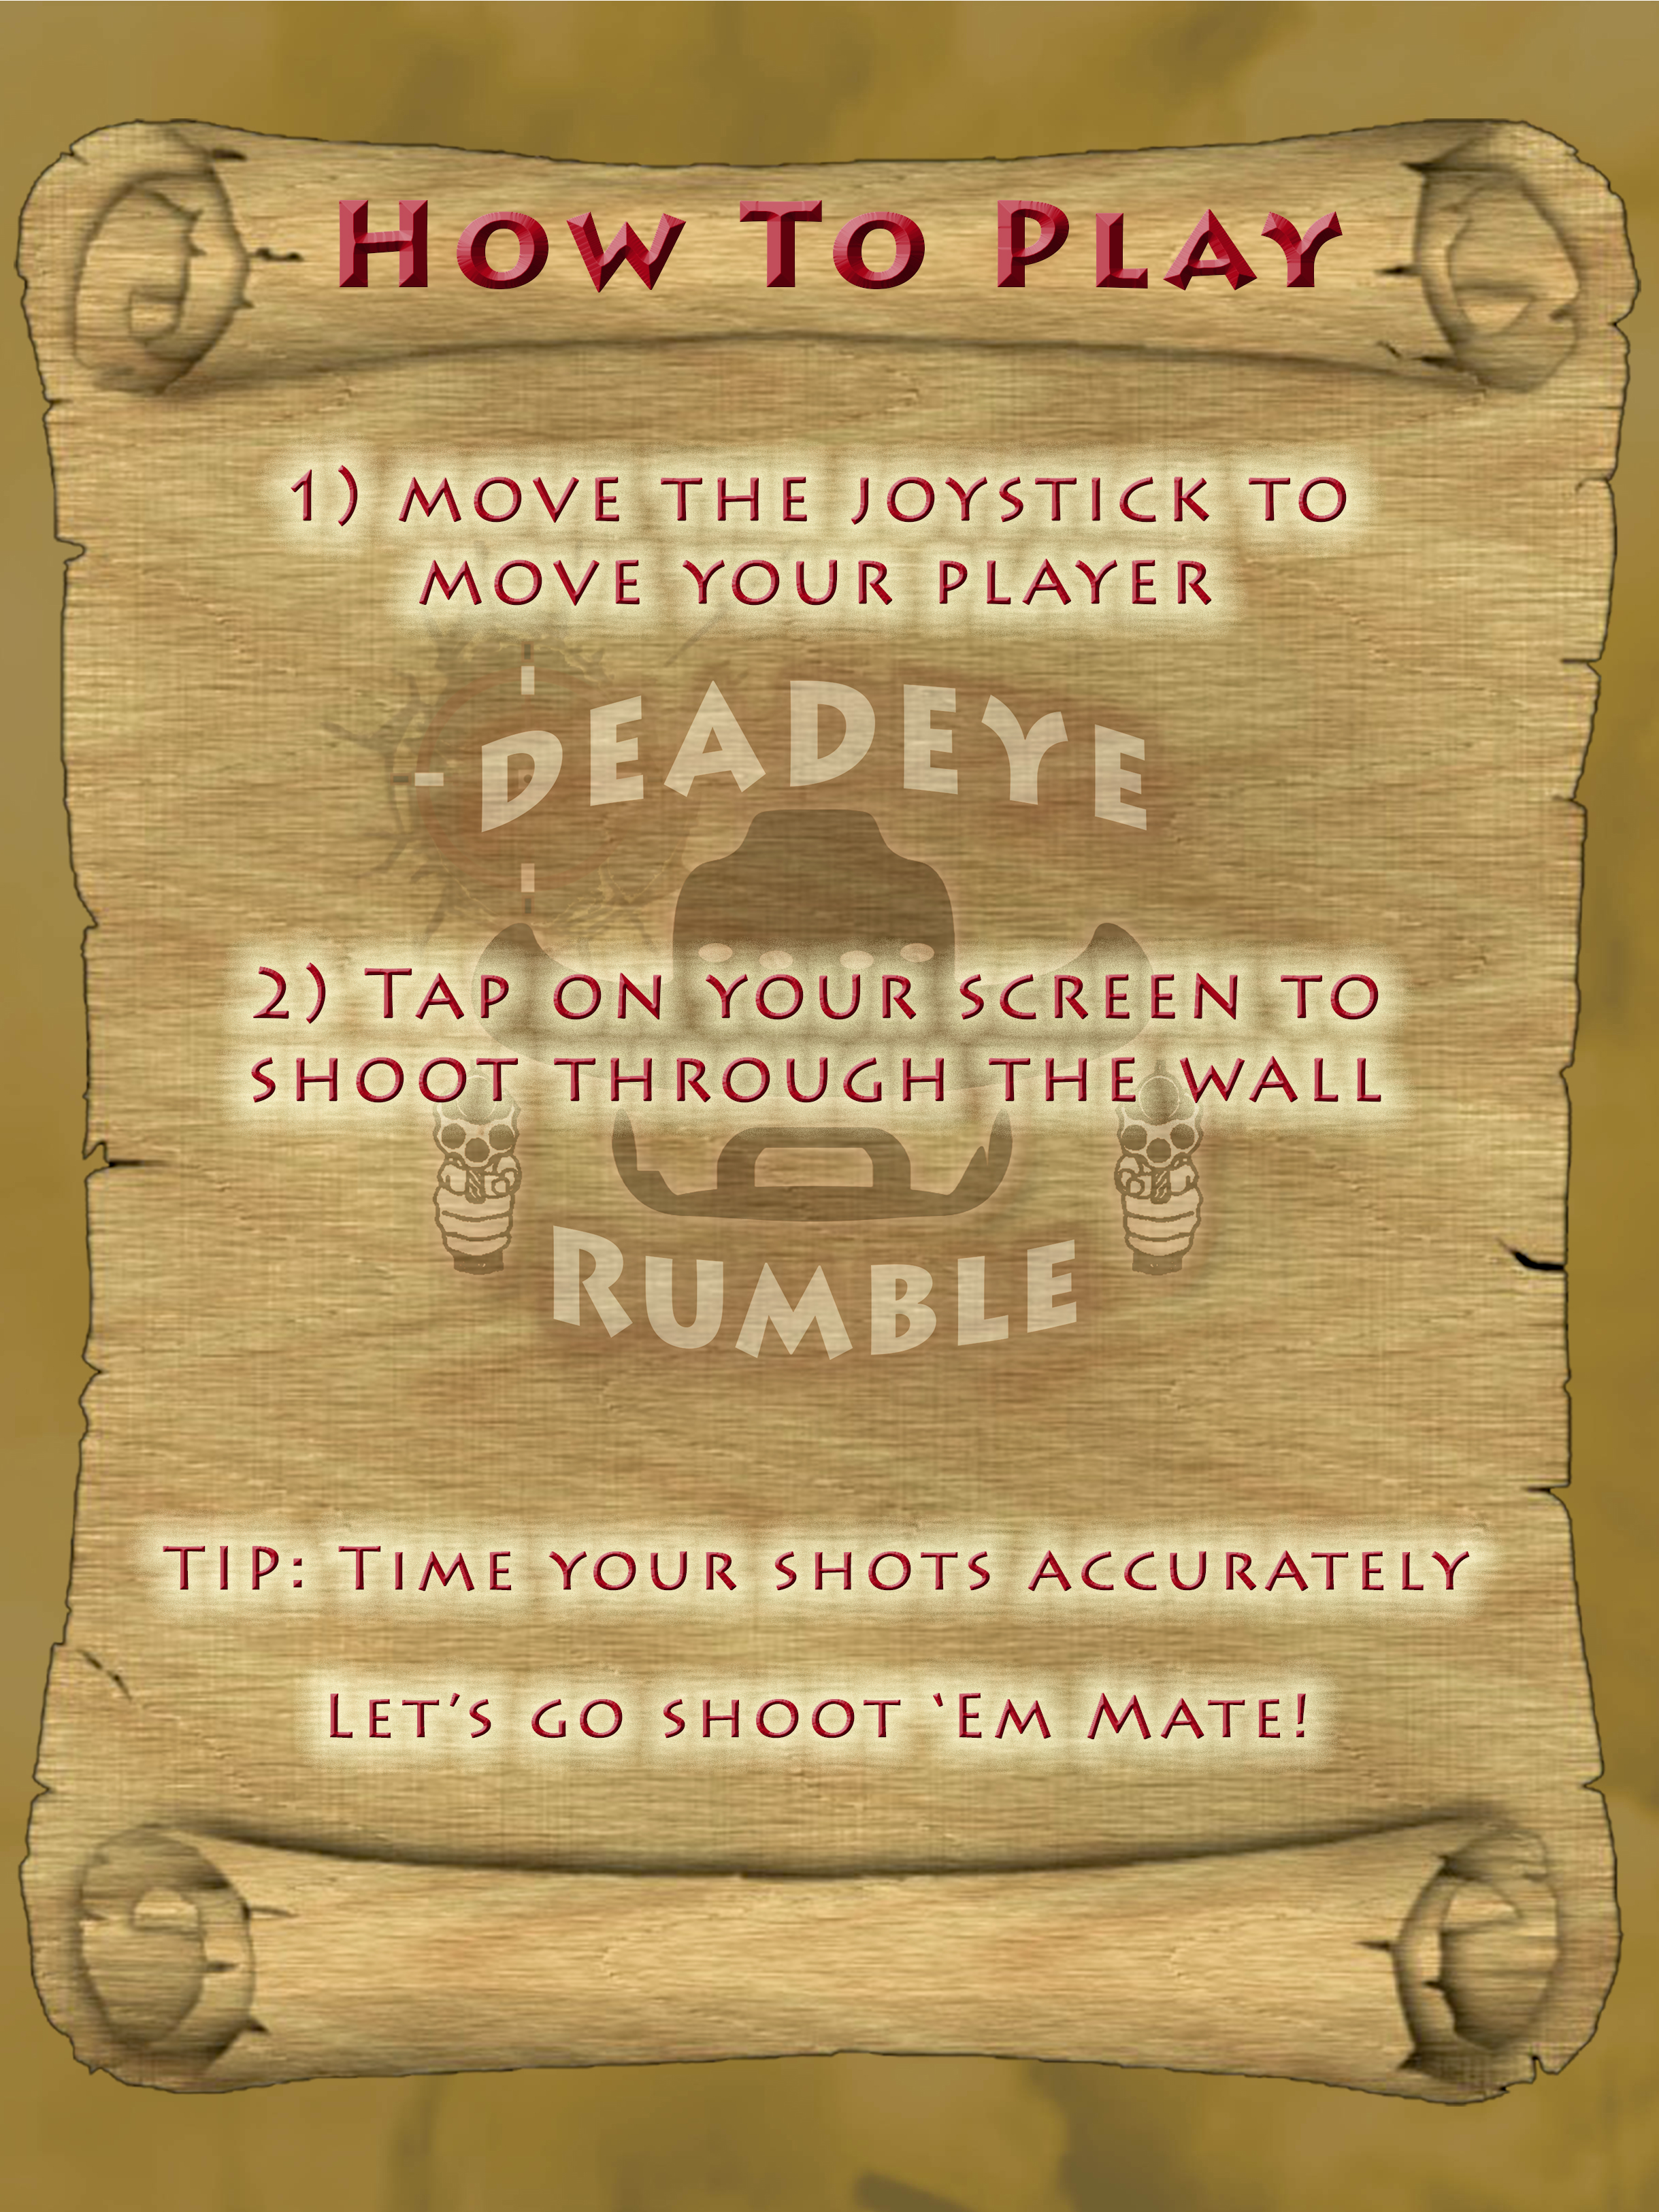 How To Play
1) move the joystick to
move your player
DEADEYE
2) Tap on your screen to
shoot through the wall
RUMBLE
TIP: Time your shots accurately
Let's go shoot ‘Em Mate!